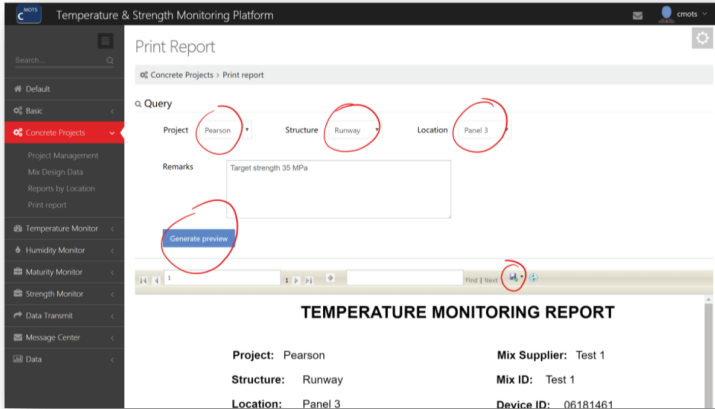 CMOTS
Temperature & Strength Monitoring Platform
cmots
Search...
Default
Basic
Concrete Projects
Project Management
Mix Design Data
Reports by Location
Print report
Temperature Monitor
Humidity Monitor
Maturity Monitor
Strength Monitor
Data Transmit
Message Center
Data
Print Report
Concrete Projects > Print report
Query
Project Pearson Structure Runway Location Panel 3
Remarks Target strength 35 MPa
Generate preview
1 1 Find | Next
TEMPERATURE MONITORING REPORT
Project: Pearson Mix Supplier: Test 1
Structure: Runway Mix ID: Test 1
Location: Panel 3 Device ID: 06181461